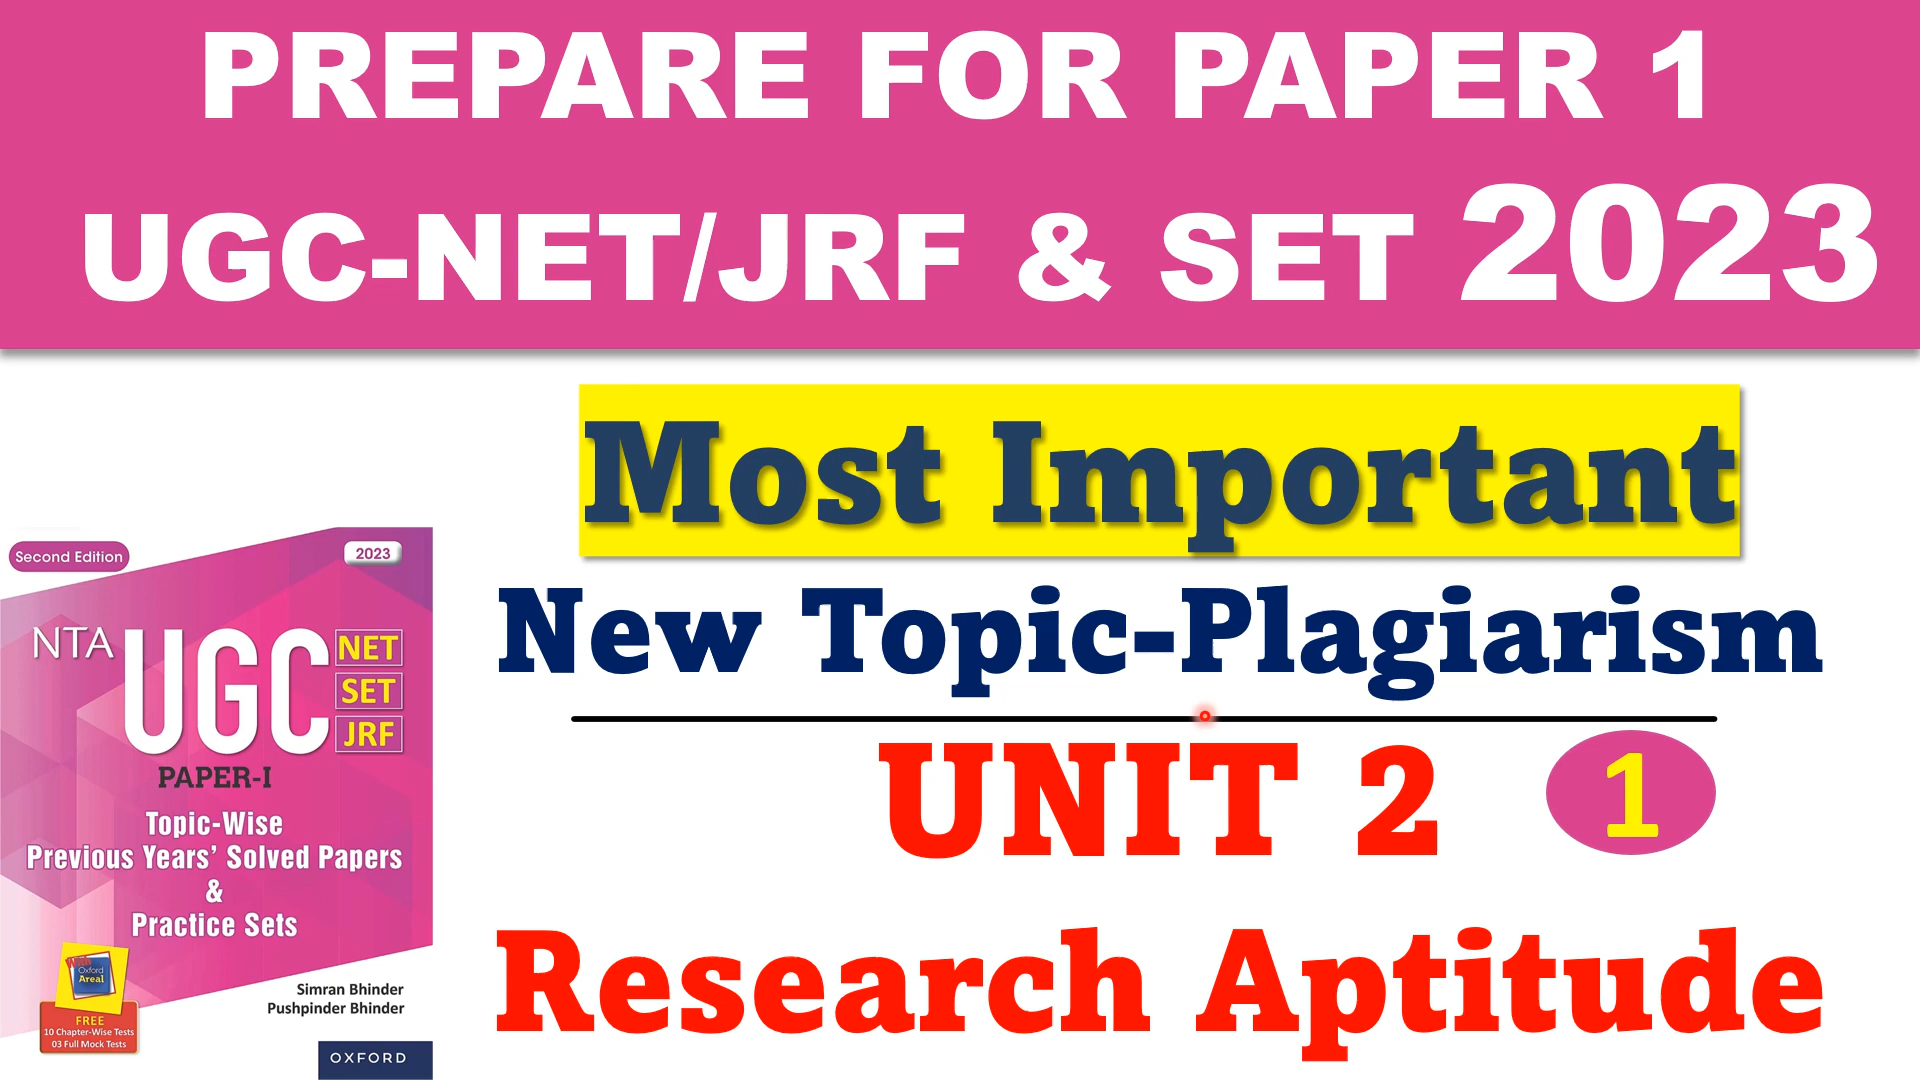 PREPARE FOR PAPER 1
UGC-NET/JRF & SET 2023
Most Important
New Topic-Plagiarism
UNIT 2 1
Research Aptitude
Second Edition
2023
NTA UGC NET
SET
JRF
PAPER-I
Topic-Wise
Previous Years' Solved Papers
&
Practice Sets
With
Oxford
Areal
FREE
10 Chapter-Wise Tests
03 Full Mock Tests
Simran Bhinder
Pushpinder Bhinder
OXFORD